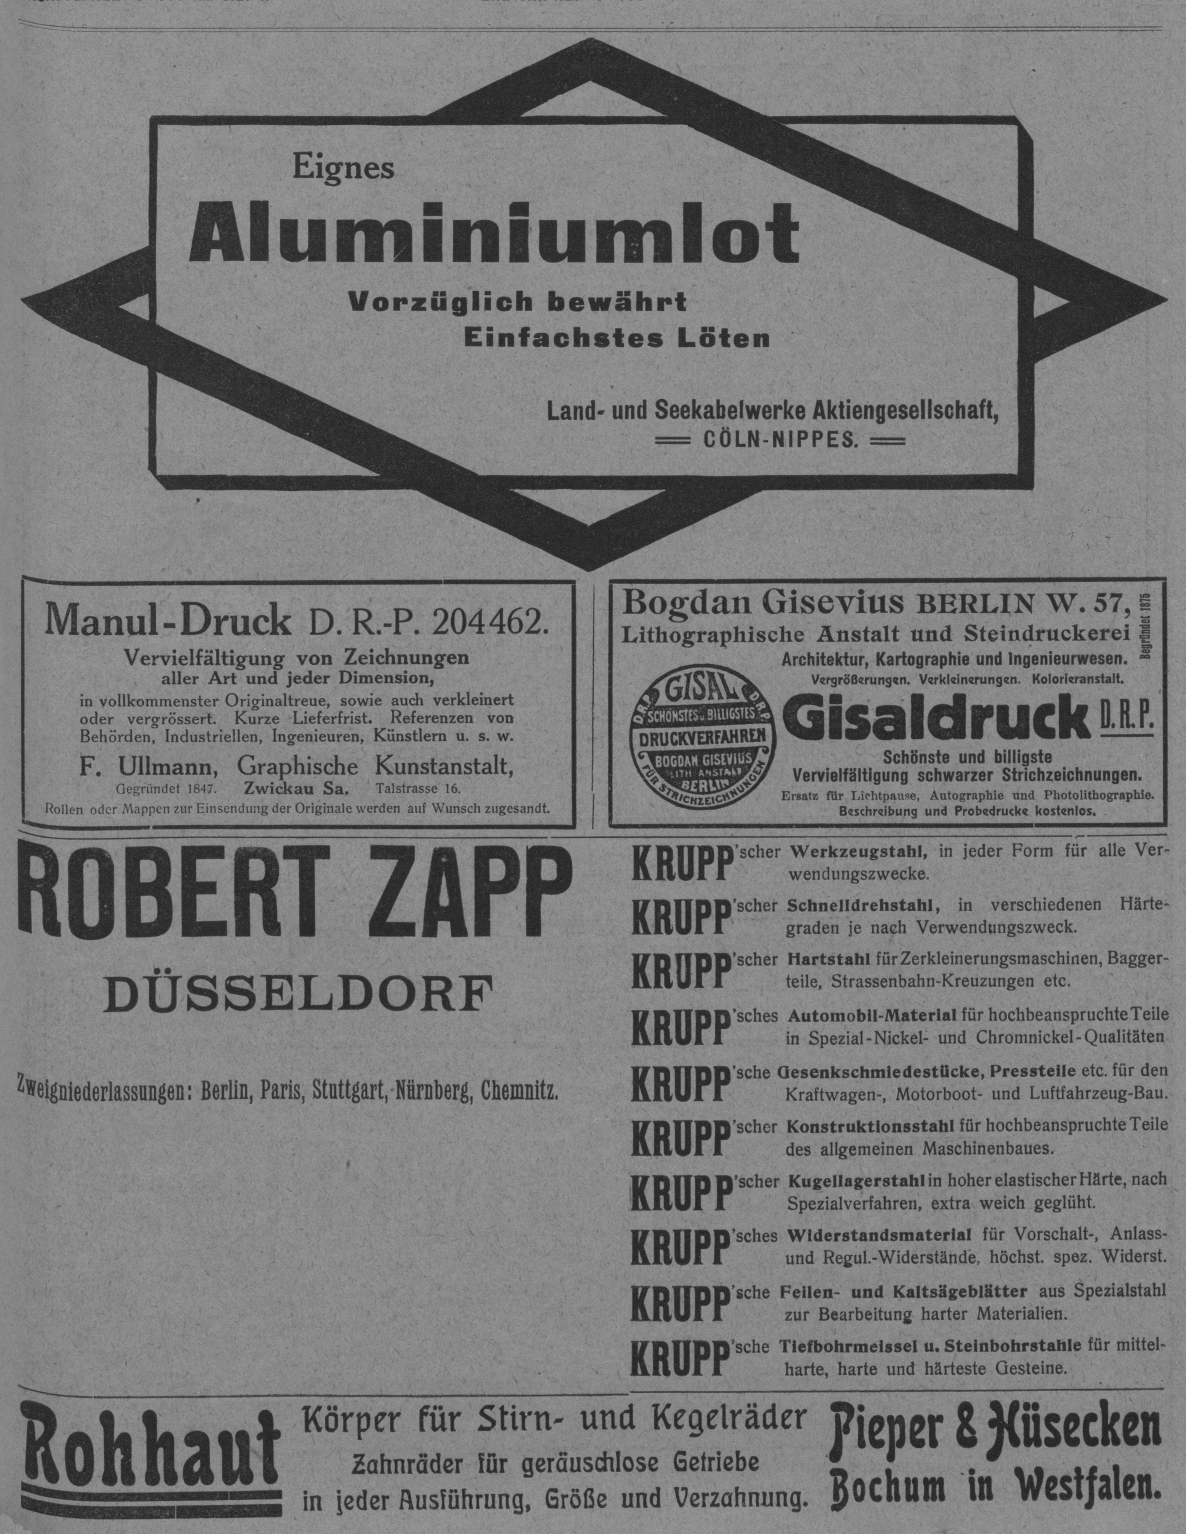 Eignes
Aluminiumlot
Vorzüglich bewährt
Einfachstes Löten
Land- und Seekabelwerke Aktiengesellschaft,
CÖLN-NIPPES.
Manul-Druck D. R.-P. 204462.
Vervielfältigung von Zeichnungen
aller Art und jeder Dimension,
in vollkommenster Originaltreue, sowie auch verkleinert
oder vergrössert. Kurze Lieferfrist. Referenzen von
Behörden, Industriellen, Ingenieuren, Künstlern u. s. w.
F. Ullmann, Graphische Kunstanstalt,
Gegründet 1847. Zwickau Sa. Talstrasse 16.
Rollen oder Mappen zur Einsendung der Originale werden auf Wunsch zugesandt.
Bogdan Gisevius BERLIN W. 57,
Begründet 1875
Lithographische Anstalt und Steindruckerei
Architektur, Kartographie und Ingenieurwesen.
Vergrößerungen. Verkleinerungen. Kolorieranstalt.
D.R.P. GISAL D.R.P.
SCHÖNSTES U. BILLIGSTES
DRUCKVERFAHREN
BOGDAN GISEVIUS
LITH. ANSTALT
BERLIN
FÜR STRICHZEICHNUNGEN
Gisaldruck D.R.P.
Schönste und billigste
Vervielfältigung schwarzer Strichzeichnungen.
Ersatz für Lichtpause, Autographie und Photolithographie.
Beschreibung und Probedrucke kostenlos.
ROBERT ZAPP
DÜSSELDORF
Zweigniederlassungen: Berlin, Paris, Stuttgart, Nürnberg, Chemnitz.
KRUPP'scher Werkzeugstahl, in jeder Form für alle Ver-
wendungszwecke.
KRUPP'scher Schnelldrehstahl, in verschiedenen Härte-
graden je nach Verwendungszweck.
KRUPP'scher Hartstahl für Zerkleinerungsmaschinen, Bagger-
teile, Strassenbahn-Kreuzungen etc.
KRUPP'sches Automobil-Material für hochbeanspruchte Teile
in Spezial-Nickel- und Chromnickel-Qualitäten
KRUPP'sche Gesenkschmiedestücke, Pressteile etc. für den
Kraftwagen-, Motorboot- und Luftfahrzeug-Bau.
KRUPP'scher Konstruktionsstahl für hochbeanspruchte Teile
des allgemeinen Maschinenbaues.
KRUPP'scher Kugellagerstahl in hoher elastischer Härte, nach
Spezialverfahren, extra weich geglüht.
KRUPP'sches Widerstandsmaterial für Vorschalt-, Anlass-
und Regul.-Widerstände, höchst. spez. Widerst.
KRUPP'sche Feilen- und Kaltsägeblätter aus Spezialstahl
zur Bearbeitung harter Materialien.
KRUPP'sche Tiefbohrmeissel u. Steinbohrstahle für mittel-
harte, harte und härteste Gesteine.
Rohhaut
Körper für Stirn- und Kegelräder
Zahnräder für geräuschlose Getriebe
in jeder Ausführung, Größe und Verzahnung.
Pieper & Hüsecken
Bochum in Westfalen.